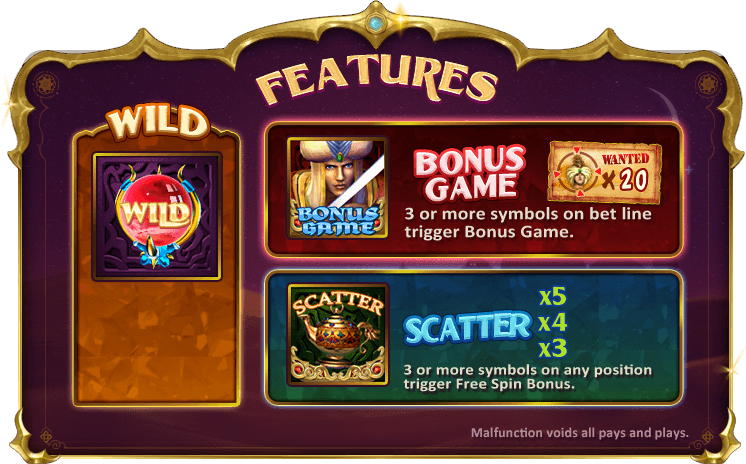 FEATURES
WILD
WILD
BONUS
GAME
BONUS
GAME
WANTED
x20
3 or more symbols on bet line
trigger Bonus Game.
SCATTER
SCATTER
x5
x4
x3
3 or more symbols on any position
trigger Free Spin Bonus.
Malfunction voids all pays and plays.